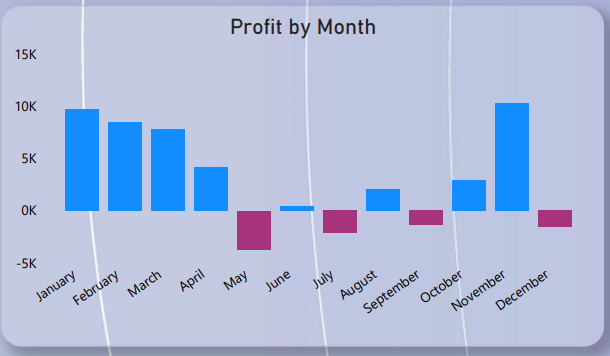 Profit by Month
15K
10K
5K
0K
-5K
January
February
March
April
May
June
July
August
September
October
November
December